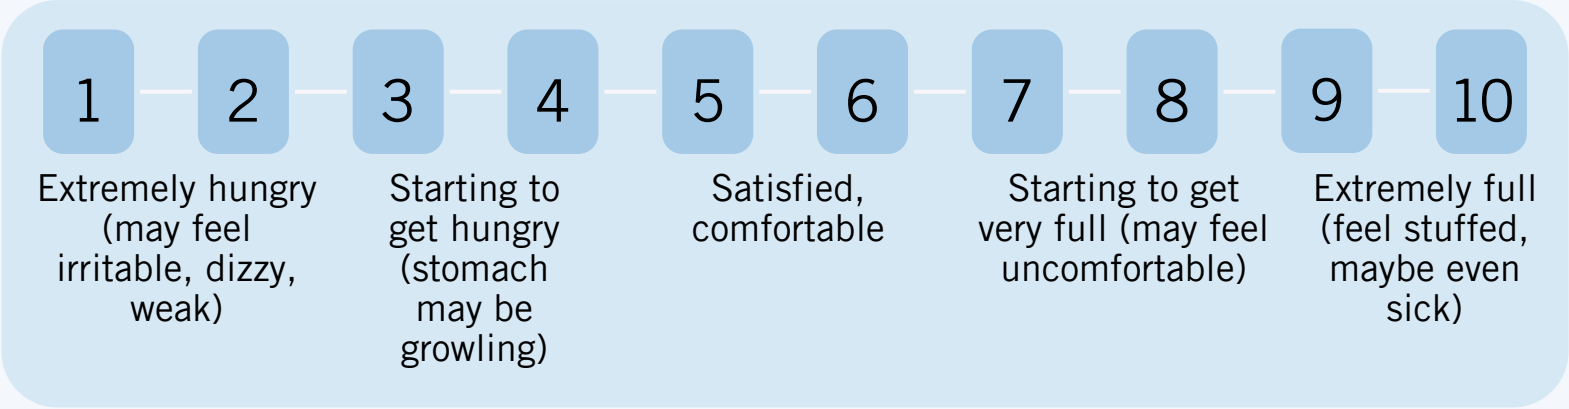 1 2 3 4 5 6 7 8 9 10
Extremely hungry
(may feel
irritable, dizzy,
weak)
Starting to
get hungry
(stomach
may be
growling)
Satisfied,
comfortable
Starting to get
very full (may feel
uncomfortable)
Extremely full
(feel stuffed,
maybe even
sick)